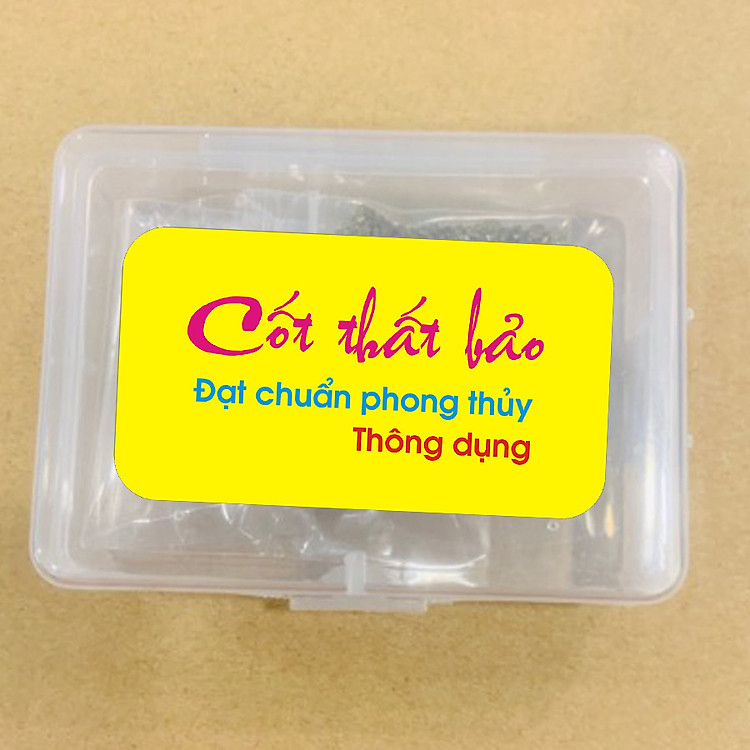 Cốt thất bảo
Đạt chuẩn phong thủy
Thông dụng